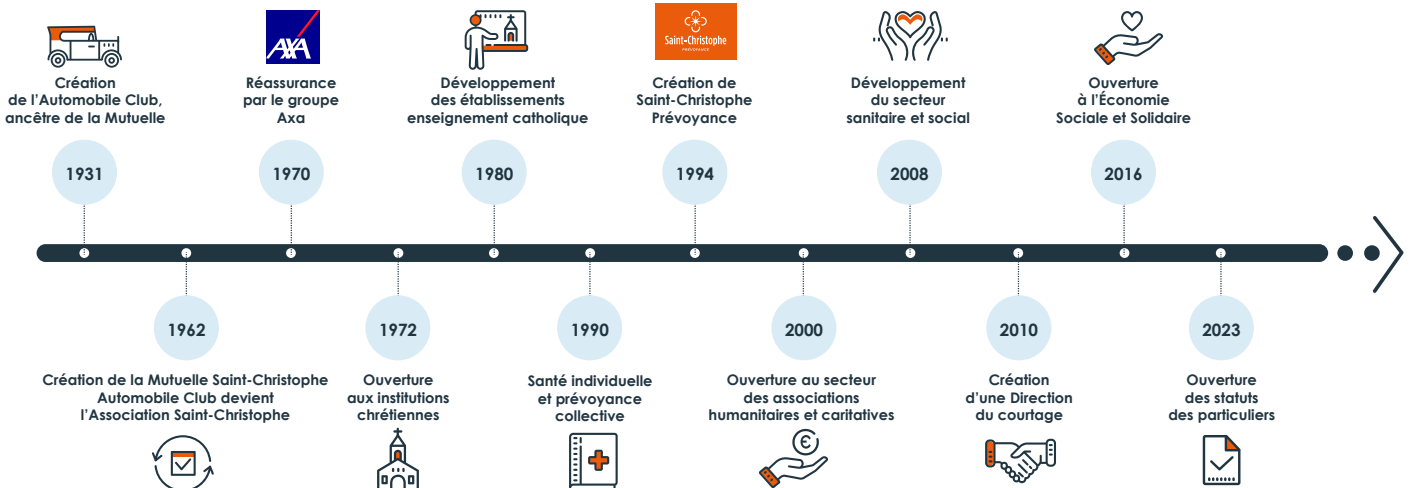 AXA
Saint-Christophe
PRÉVOYANCE
Création
de l'Automobile Club,
ancêtre de la Mutuelle
Réassurance
par le groupe
Axa
Développement
des établissements
enseignement catholique
Création de
Saint-Christophe
Prévoyance
Développement
du secteur
sanitaire et social
Ouverture
à l'Économie
Sociale et Solidaire
1931
1970
1980
1994
2008
2016
1962
1972
1990
2000
2010
2023
Création de la Mutuelle Saint-Christophe
Automobile Club devient
l'Association Saint-Christophe
Ouverture
aux institutions
chrétiennes
Santé individuelle
et prévoyance
collective
Ouverture au secteur
des associations
humanitaires et caritatives
Création
d'une Direction
du courtage
Ouverture
des statuts
des particuliers
€